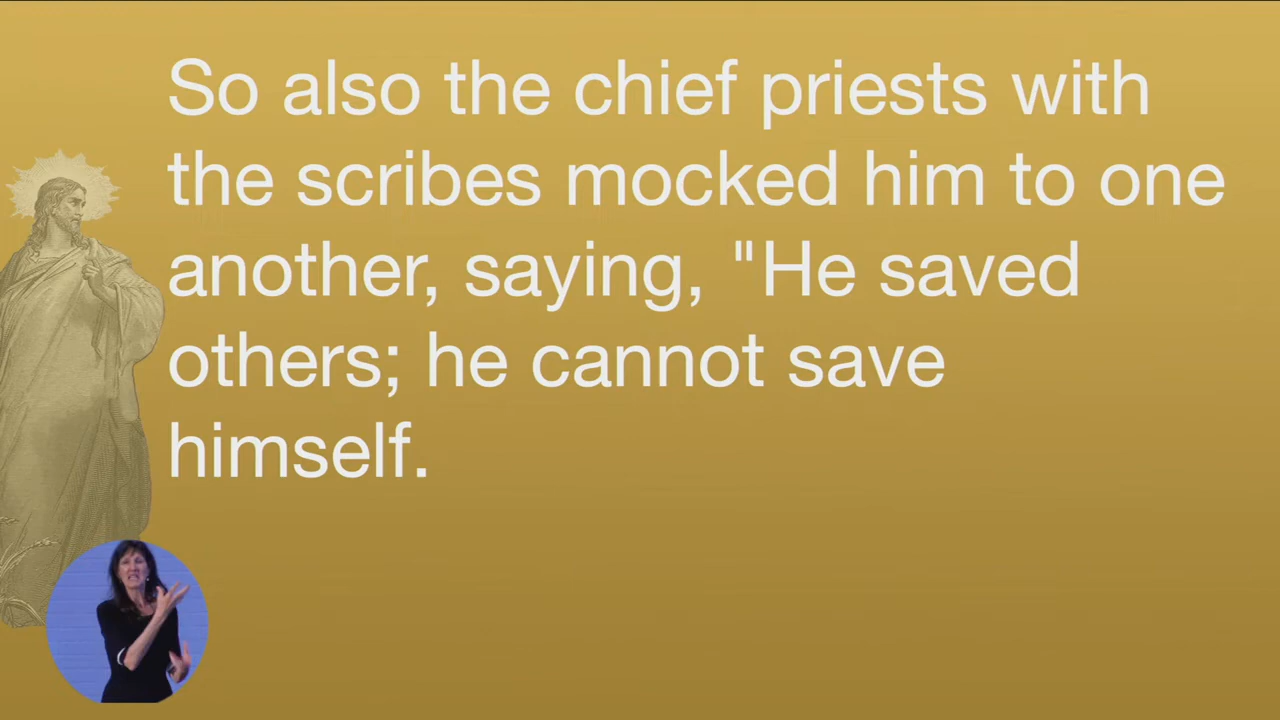 So also the chief priests with
the scribes mocked him to one
another, saying, "He saved
others; he cannot save
himself.